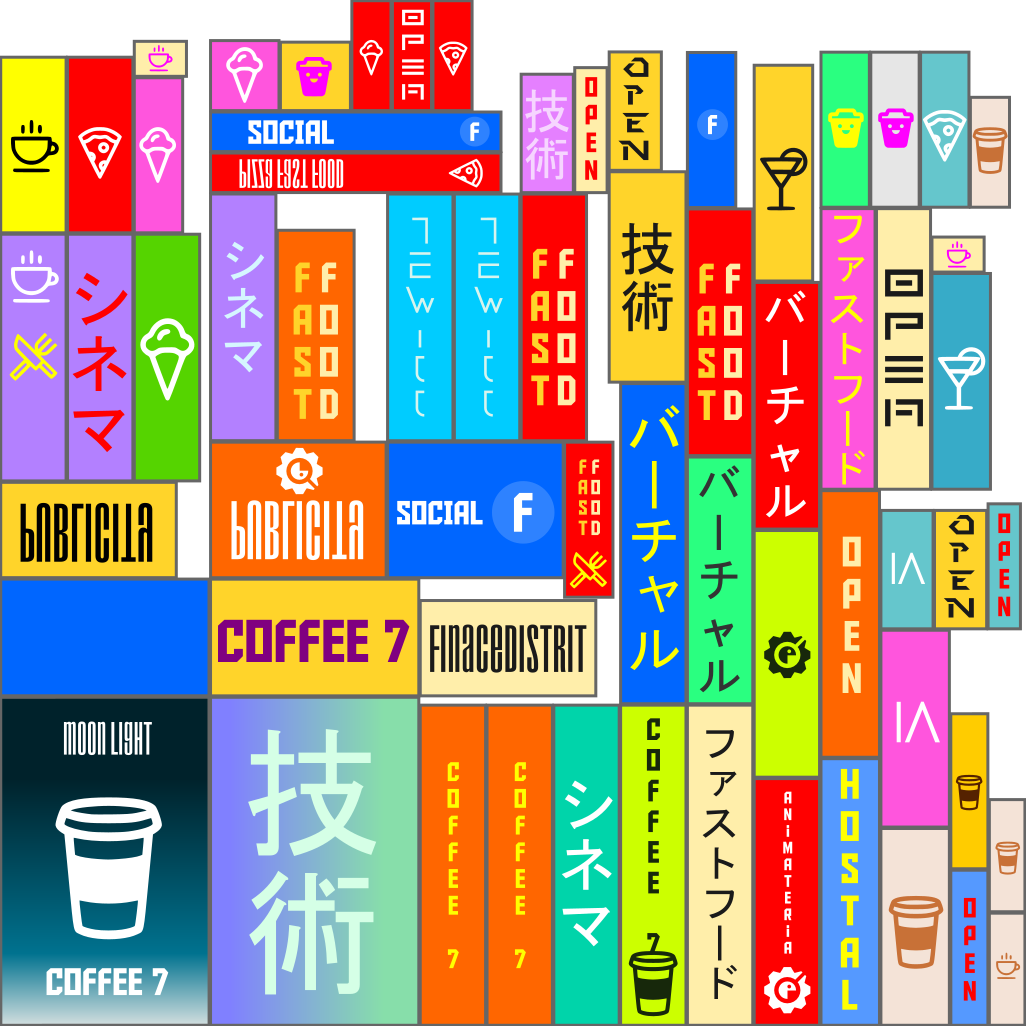 OPEN
技術
OPEN
OPEN
SOCIAL
F
F
pizza fast food
シネマ
シネマ
FAST FOOD
FAST FOOD
技術
FAST FOOD
バーチャル
ファストフード
OPEN
PUBLICITA
PUBLICITA
SOCIAL
F
FAST FOOD
バーチャル
バーチャル
OPEN
IA
OPEN
OPEN
COFFEE 7
FINACEDISTRIT
IA
MOON LIGHT
COFFEE 7
技術
COFFEE 7
COFFEE 7
シネマ
COFFEE 7
ファストフード
ANiMATERiA
HOSTAL
OPEN